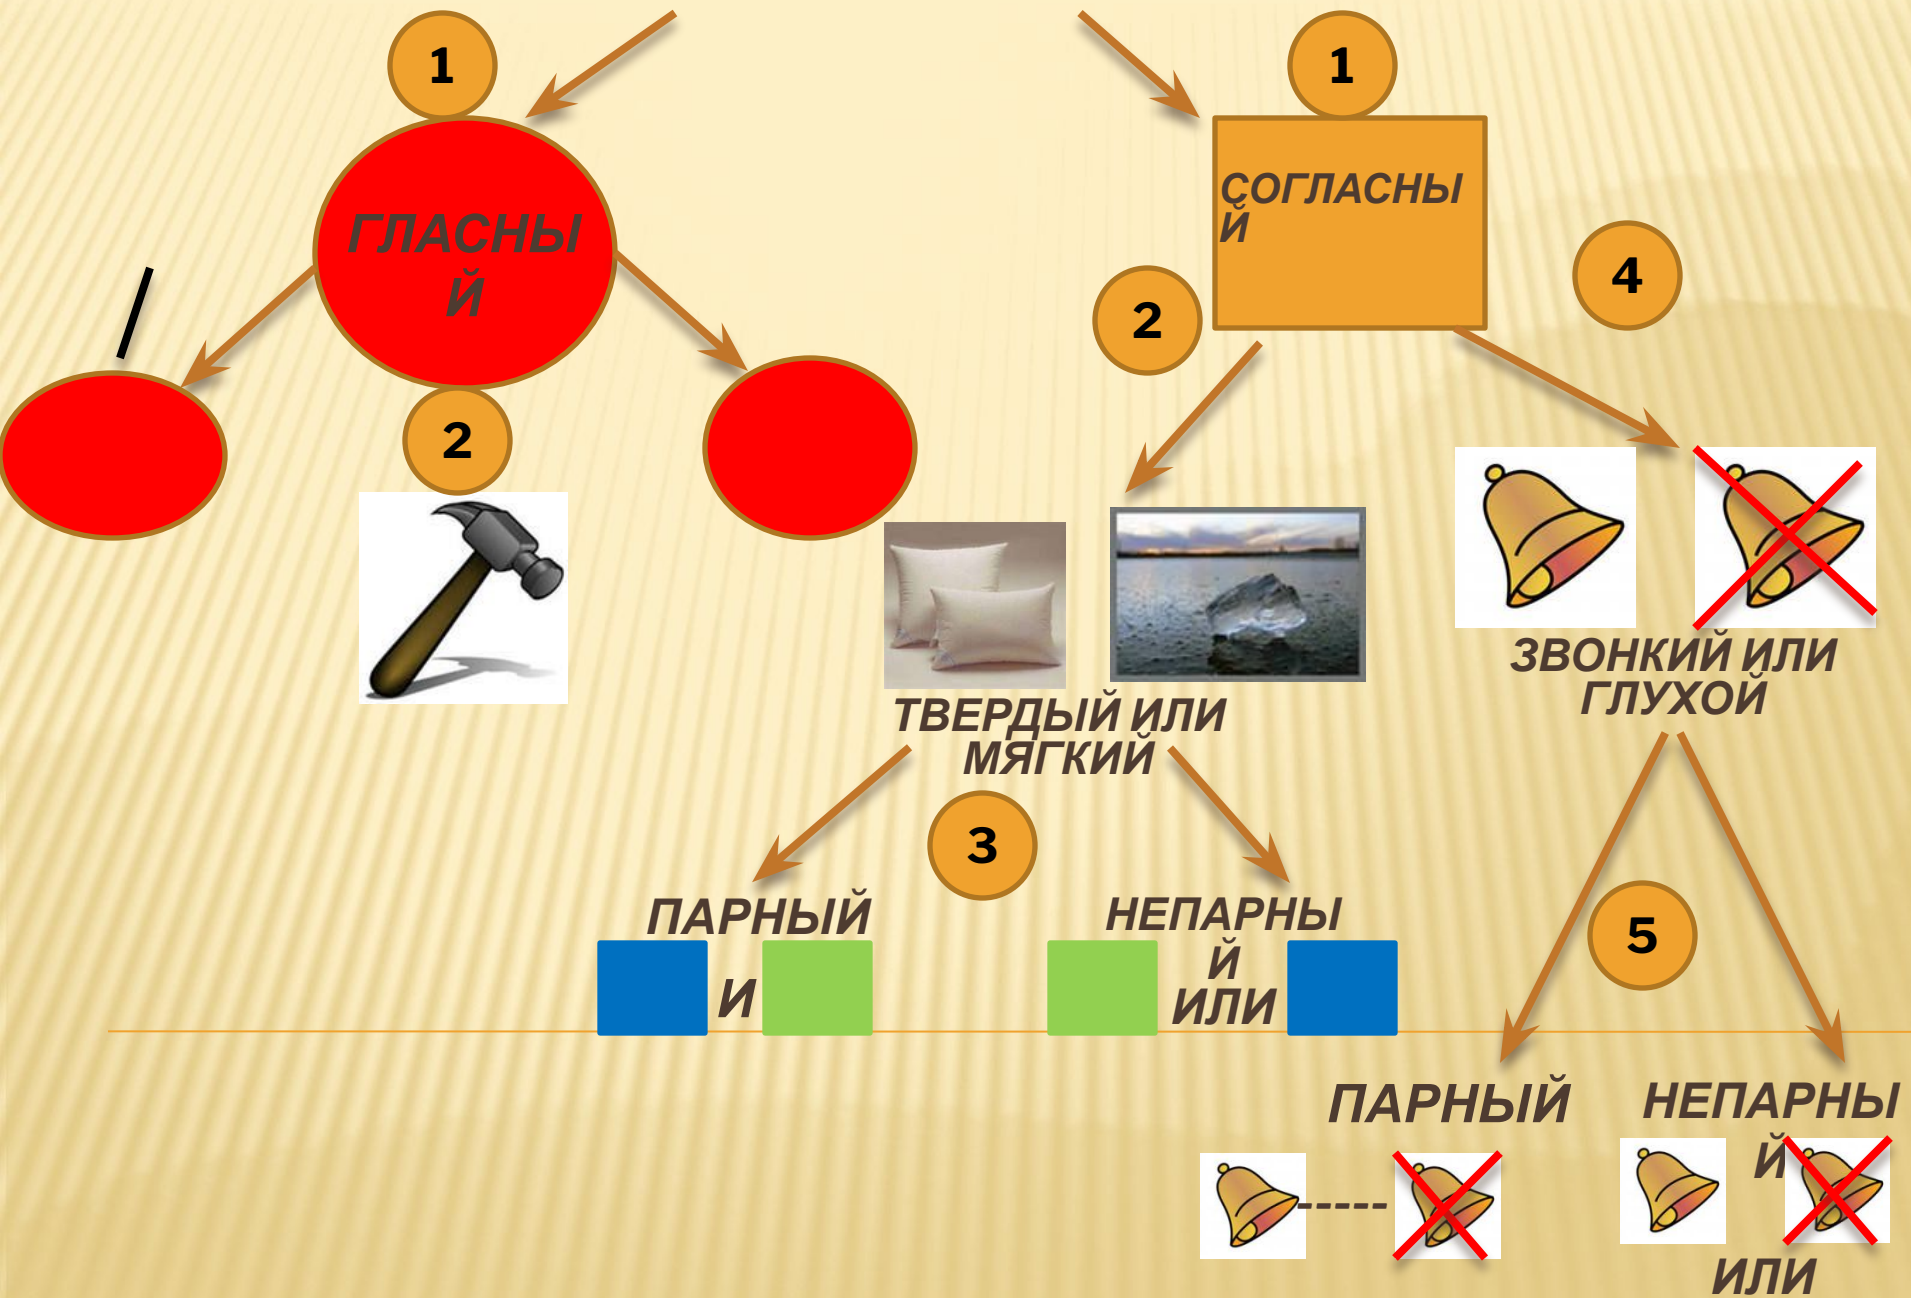 1
1
ГЛАСНЫ
Й
СОГЛАСНЫ
Й
2
4
2
ЗВОНКИЙ ИЛИ
ГЛУХОЙ
ТВЕРДЫЙ ИЛИ
МЯГКИЙ
3
ПАРНЫЙ
И
НЕПАРНЫ
Й
ИЛИ
5
ПАРНЫЙ
-----
НЕПАРНЫ
Й
ИЛИ